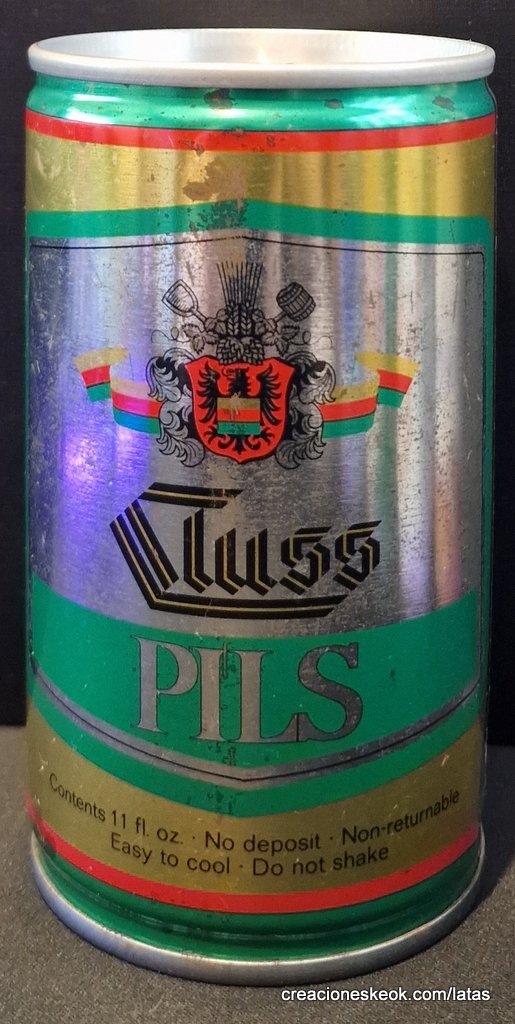 Cluss
PILS
Contents 11 fl. oz. · No deposit · Non-returnable
Easy to cool · Do not shake
creacioneskeok.com/latas